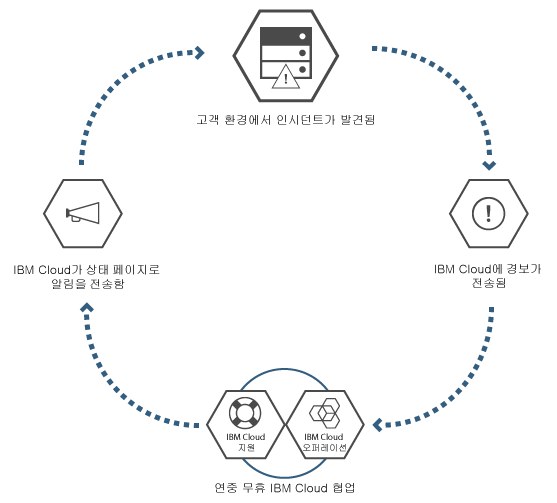 고객 환경에서 인시던트가 발견됨
IBM Cloud에 경보가
전송됨
IBM Cloud
지원
IBM Cloud
오퍼레이션
연중 무휴 IBM Cloud 협업
IBM Cloud가 상태 페이지로
알림을 전송함